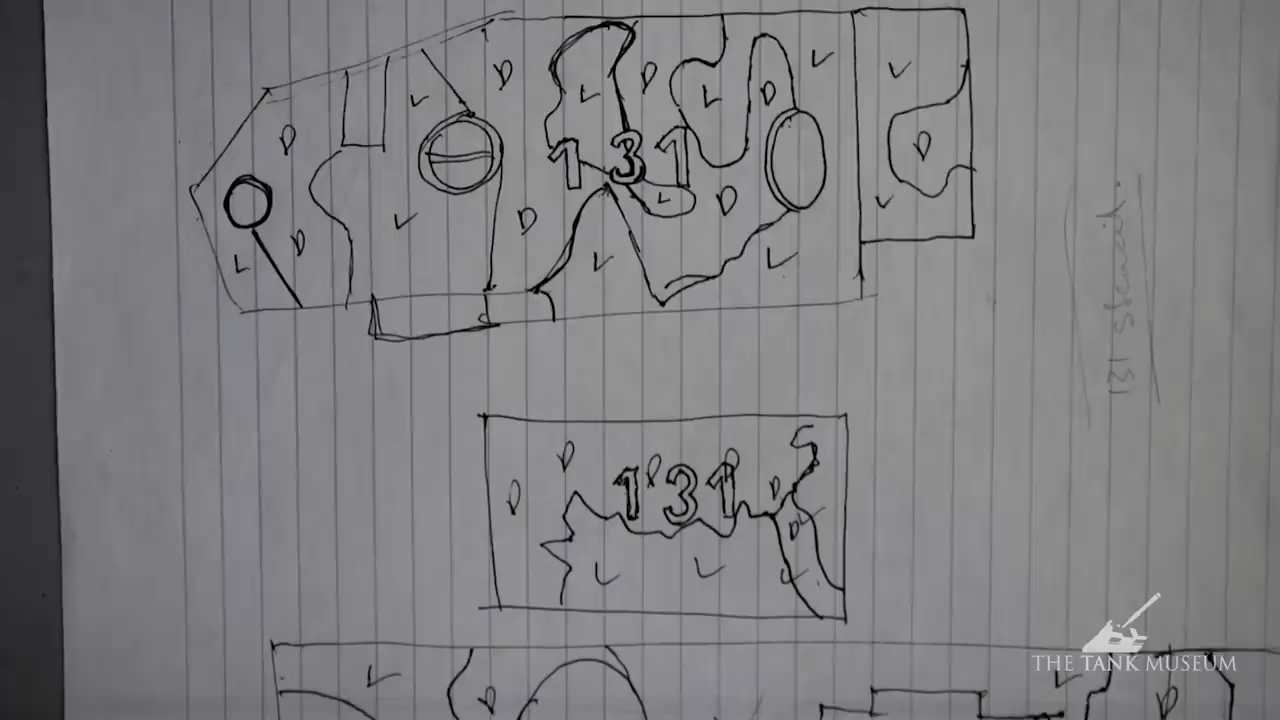 D L D L D L D L L
131
D
L D L D L D L L
L
131 Stencil.
D D D
D 131 D
D L
L L L
L D L D
THE TANK MUSEUM